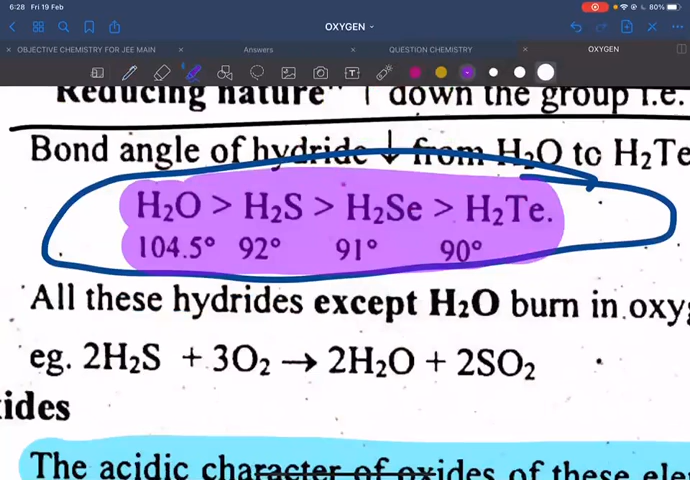 6:28 Fri 19 Feb
80%
OXYGEN
OBJECTIVE CHEMISTRY FOR JEE MAIN
Answers
QUESTION CHEMISTRY
OXYGEN
Reducing nature" ↑ down the group i.e.
Bond angle of hydride ↓ from H₂O to H₂Te
H₂O > H₂S > H₂Se > H₂Te.
104.5° 92° 91° 90°
All these hydrides except H₂O burn in oxy
eg. 2H₂S + 3O₂ → 2H₂O + 2SO₂
ides
The acidic character of oxides of these ele